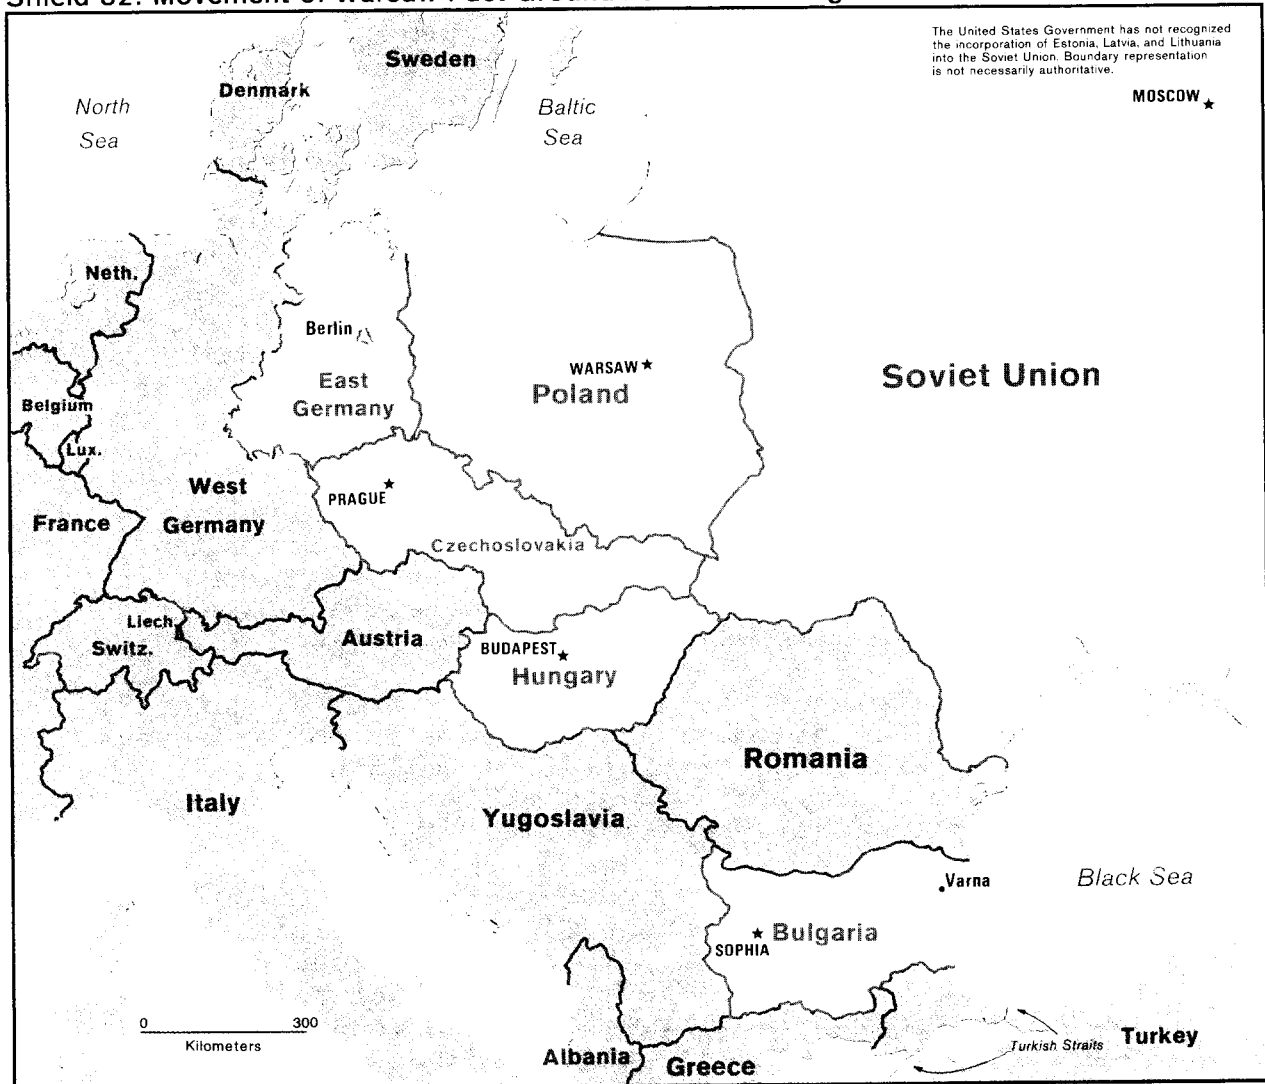 The United States Government has not recognized
the incorporation of Estonia, Latvia, and Lithuania
into the Soviet Union. Boundary representation
is not necessarily authoritative.
MOSCOW
Sweden
Denmark
North
Sea
Baltic
Sea
Neth.
Berlin
East
Germany
WARSAW
Poland
Soviet Union
Belgium
Lux.
West
Germany
PRAGUE
France
Czechoslovakia
Liech.
Switz.
Austria
BUDAPEST
Hungary
Romania
Italy
Yugoslavia
Varna
Black Sea
SOPHIA
Bulgaria
0 300
Kilometers
Albania
Greece
Turkish Straits
Turkey